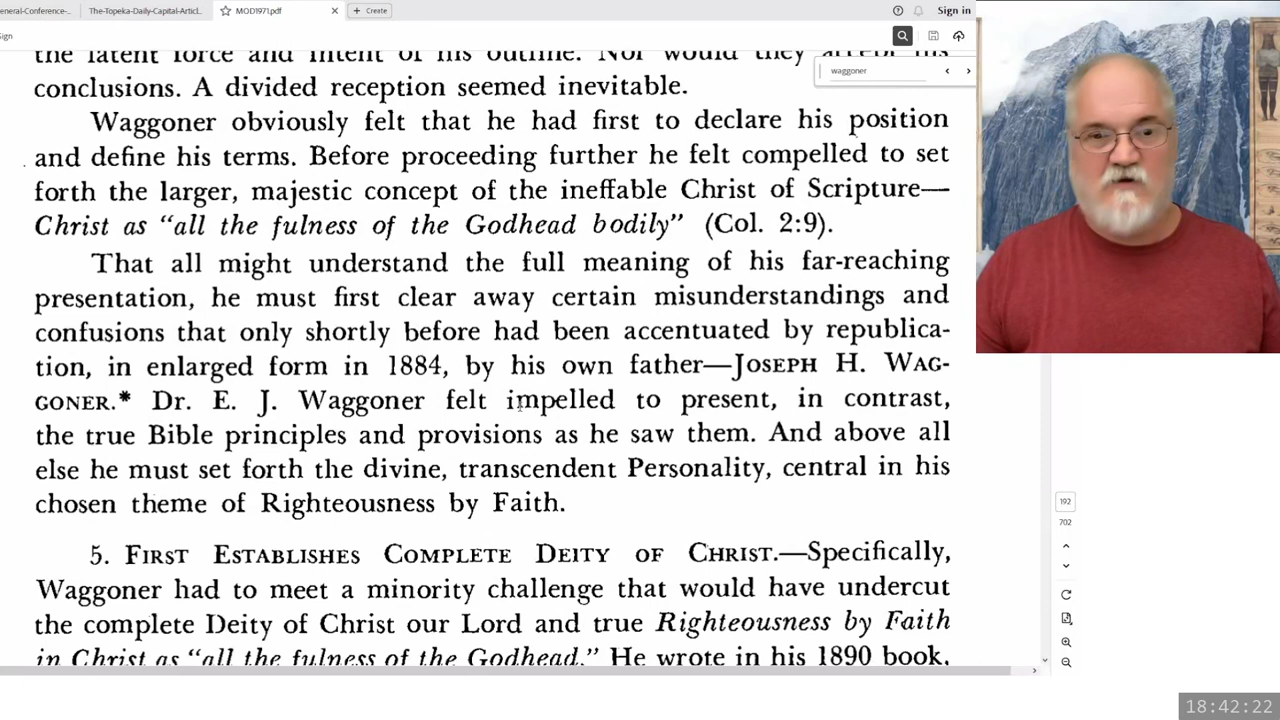 eneral-Conference-...
The-Topeka-Daily-Capital-Articl...
MOD1971.pdf
Create
Sign in
ign
waggoner
the latent force and intent of his outline. Nor would they accept his
conclusions. A divided reception seemed inevitable.
Waggoner obviously felt that he had first to declare his position
and define his terms. Before proceeding further he felt compelled to set
forth the larger, majestic concept of the ineffable Christ of Scripture—
Christ as "all the fulness of the Godhead bodily" (Col. 2:9).
That all might understand the full meaning of his far-reaching
presentation, he must first clear away certain misunderstandings and
confusions that only shortly before had been accentuated by republica-
tion, in enlarged form in 1884, by his own father—JOSEPH H. WAG-
GONER.* Dr. E. J. Waggoner felt impelled to present, in contrast,
the true Bible principles and provisions as he saw them. And above all
else he must set forth the divine, transcendent Personality, central in his
chosen theme of Righteousness by Faith.
5. FIRST ESTABLISHES COMPLETE DEITY OF CHRIST.—Specifically,
Waggoner had to meet a minority challenge that would have undercut
the complete Deity of Christ our Lord and true Righteousness by Faith
in Christ as "all the fulness of the Godhead." He wrote in his 1890 book,
192
702
18:42:22